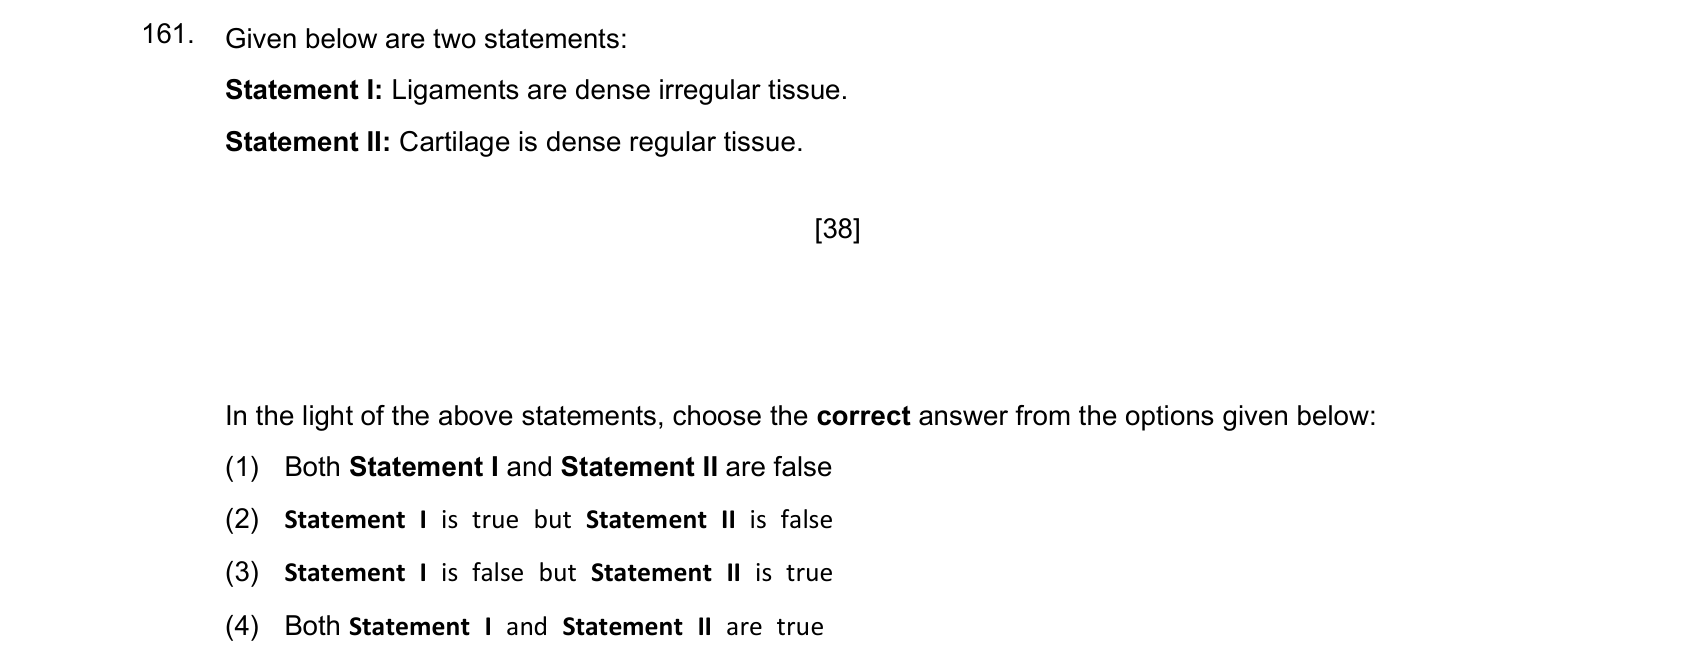 161. Given below are two statements:
Statement I: Ligaments are dense irregular tissue.
Statement II: Cartilage is dense regular tissue.
[38]
In the light of the above statements, choose the correct answer from the options given below:
(1) Both Statement I and Statement II are false
(2) Statement I is true but Statement II is false
(3) Statement I is false but Statement II is true
(4) Both Statement I and Statement II are true